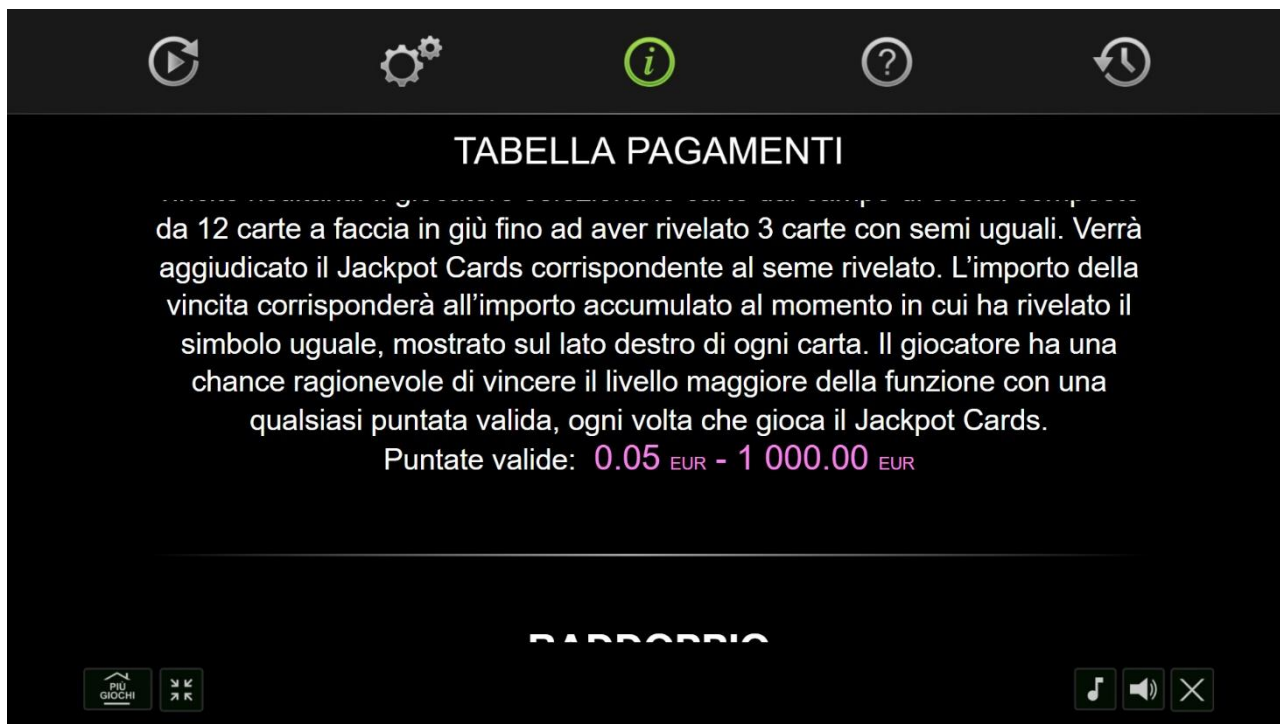 TABELLA PAGAMENTI
da 12 carte a faccia in giù fino ad aver rivelato 3 carte con semi uguali. Verrà
aggiudicato il Jackpot Cards corrispondente al seme rivelato. L’importo della
vincita corrisponderà all’importo accumulato al momento in cui ha rivelato il
simbolo uguale, mostrato sul lato destro di ogni carta. Il giocatore ha una
chance ragionevole di vincere il livello maggiore della funzione con una
qualsiasi puntata valida, ogni volta che gioca il Jackpot Cards.
Puntate valide: 0.05 EUR - 1 000.00 EUR
RADDOPPIO
PIÙ
GIOCHI